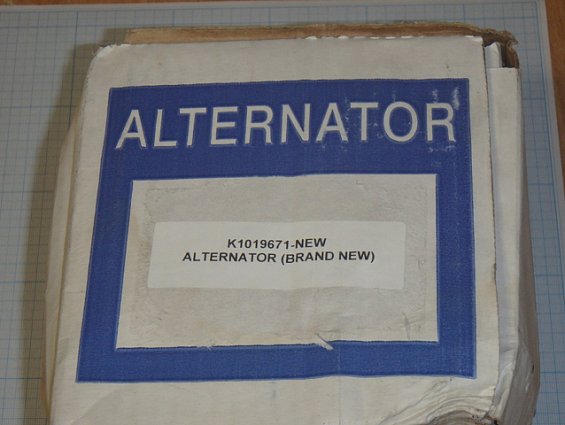 ALTERNATOR
K1019671-NEW
ALTERNATOR (BRAND NEW)